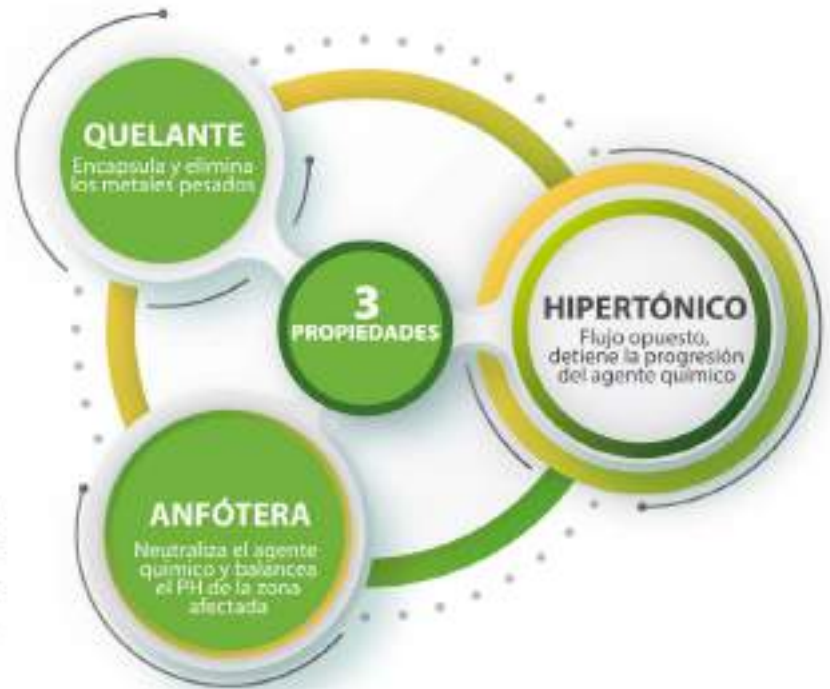 QUELANTE
Encapsula y elimina
los metales pesados
3
PROPIEDADES
HIPERTÓNICO
Flujo opuesto,
detiene la progresión
del agente químico
ANFÓTERA
Neutraliza el agente
químico y balancea
el PH de la zona
afectada